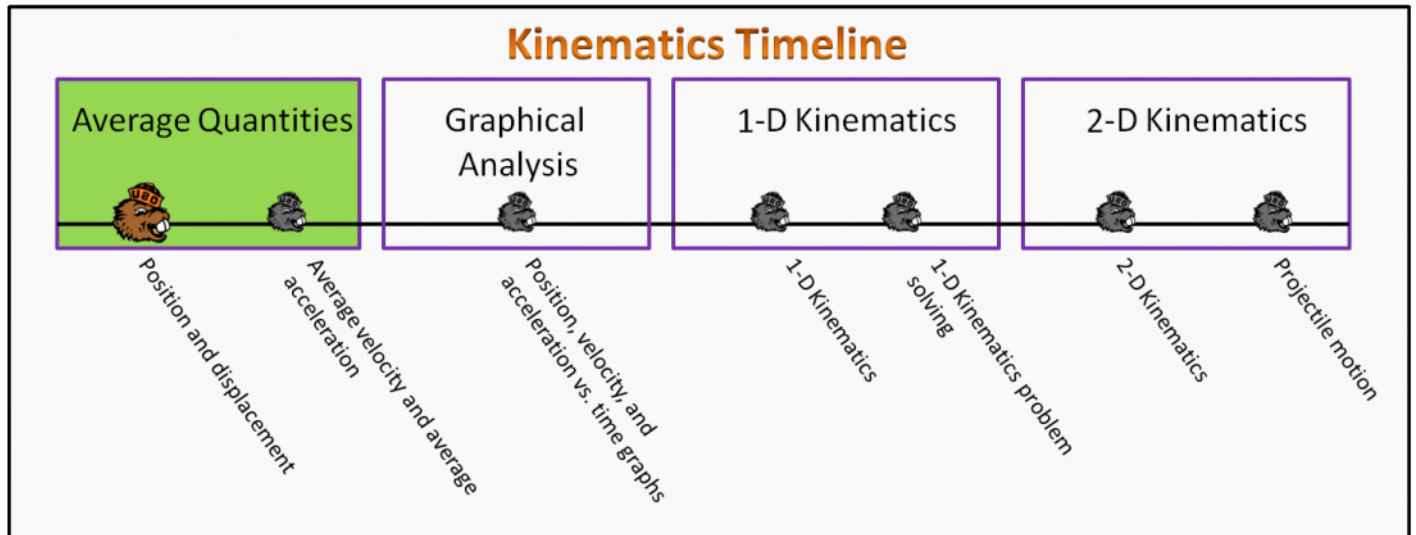 Kinematics Timeline
Average Quantities
Graphical
Analysis
1-D Kinematics
2-D Kinematics
Position and displacement
Average velocity and average
acceleration
Position, velocity, and
acceleration vs. time graphs
1-D Kinematics
1-D Kinematics problem
solving
2-D Kinematics
Projectile motion